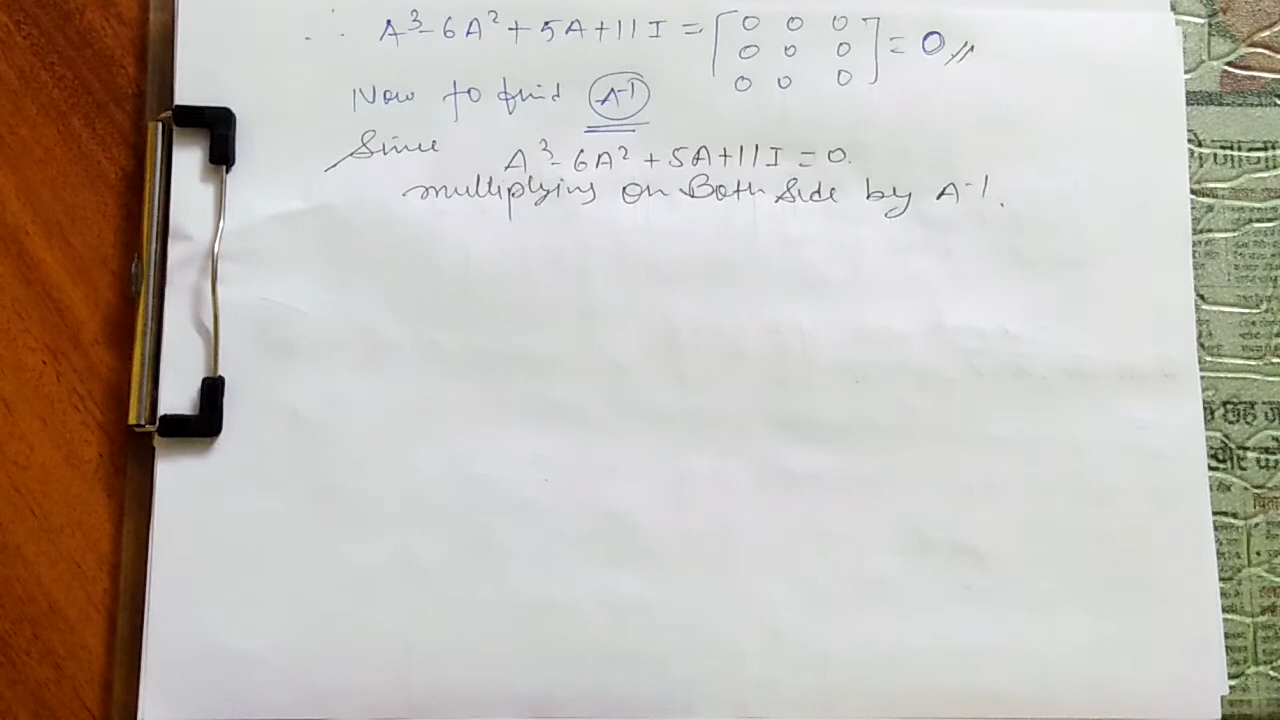 ∴ A³-6A²+5A+11I = [0 0 0
0 0 0
0 0 0] = 0//
Now to find A-1
Since
A³-6A²+5A+11I = 0.
multiplying on Both Side by A-1.